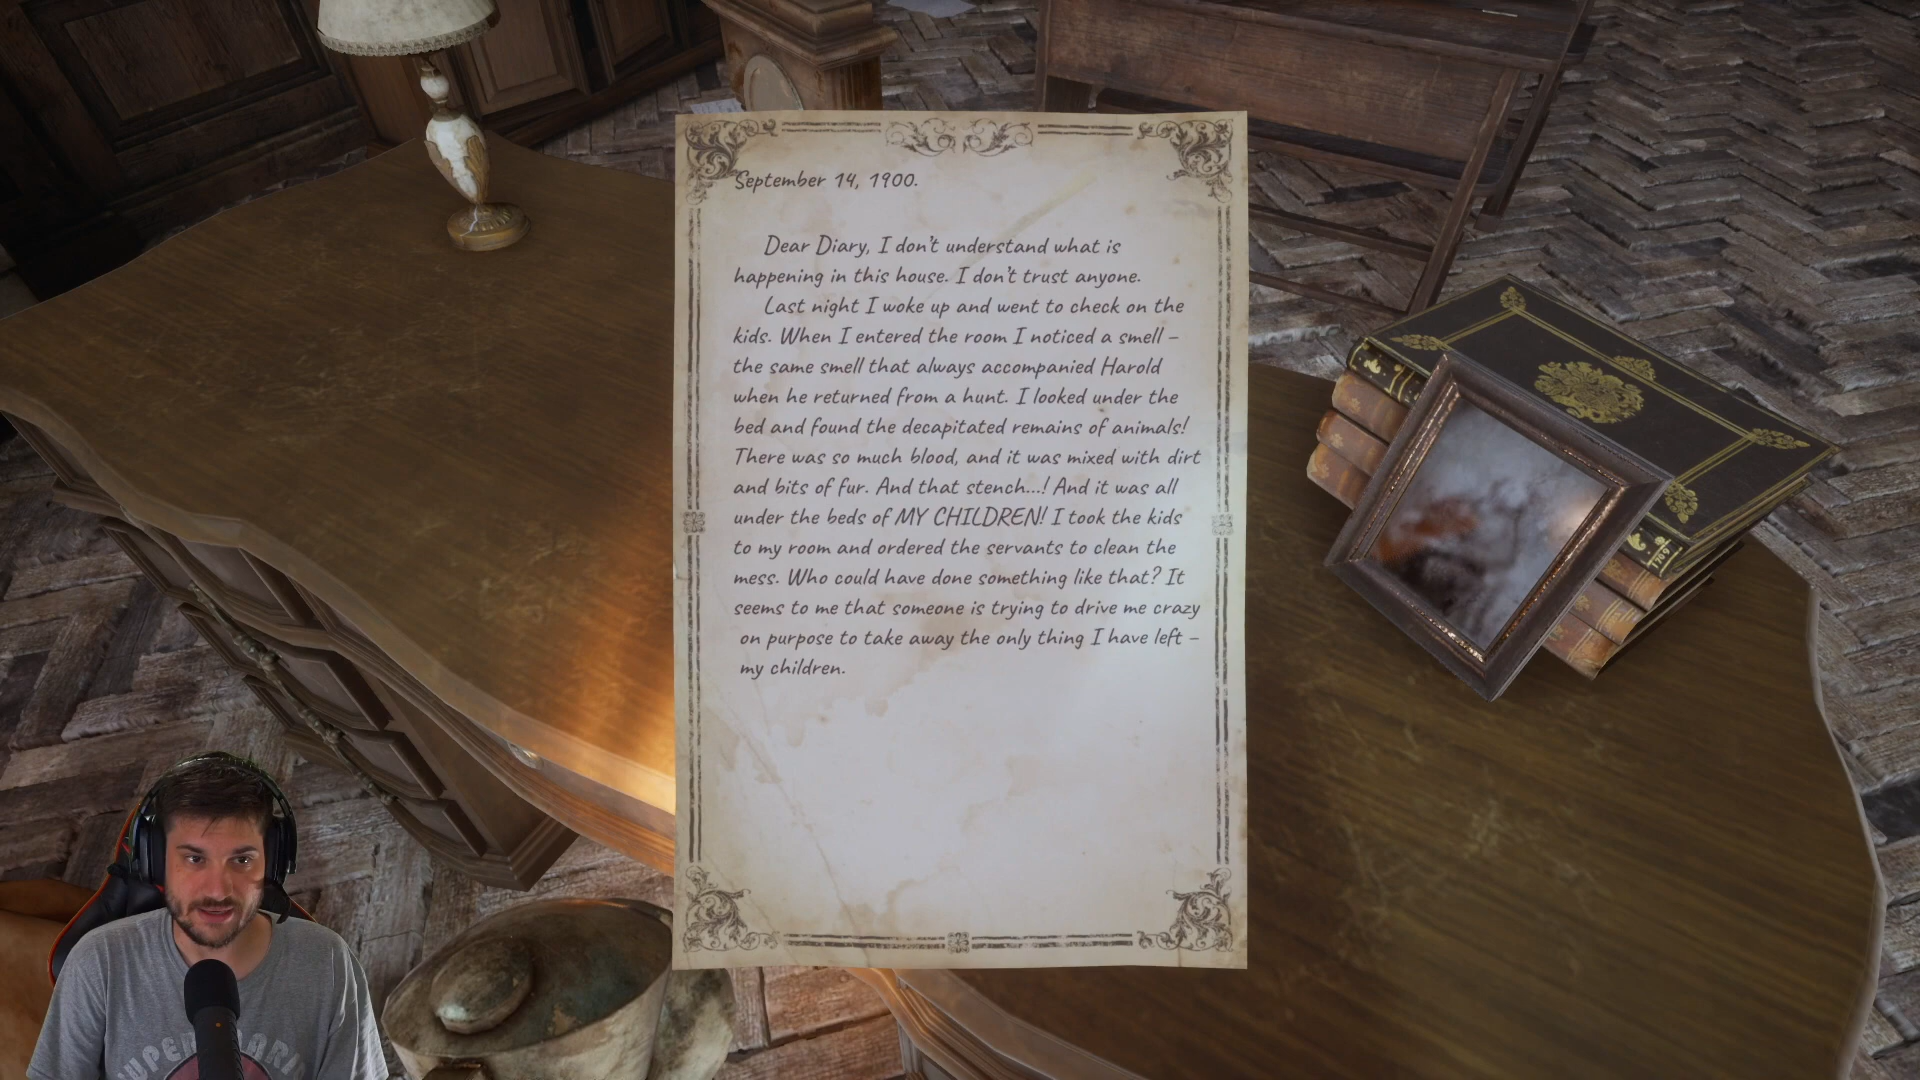 September 14, 1900.
Dear Diary, I don't understand what is
happening in this house. I don't trust anyone.
Last night I woke up and went to check on the
kids. When I entered the room I noticed a smell –
the same smell that always accompanied Harold
when he returned from a hunt. I looked under the
bed and found the decapitated remains of animals!
There was so much blood, and it was mixed with dirt
and bits of fur. And that stench...! And it was all
under the beds of MY CHILDREN! I took the kids
to my room and ordered the servants to clean the
mess. Who could have done something like that? It
seems to me that someone is trying to drive me crazy
on purpose to take away the only thing I have left –
my children.
1709